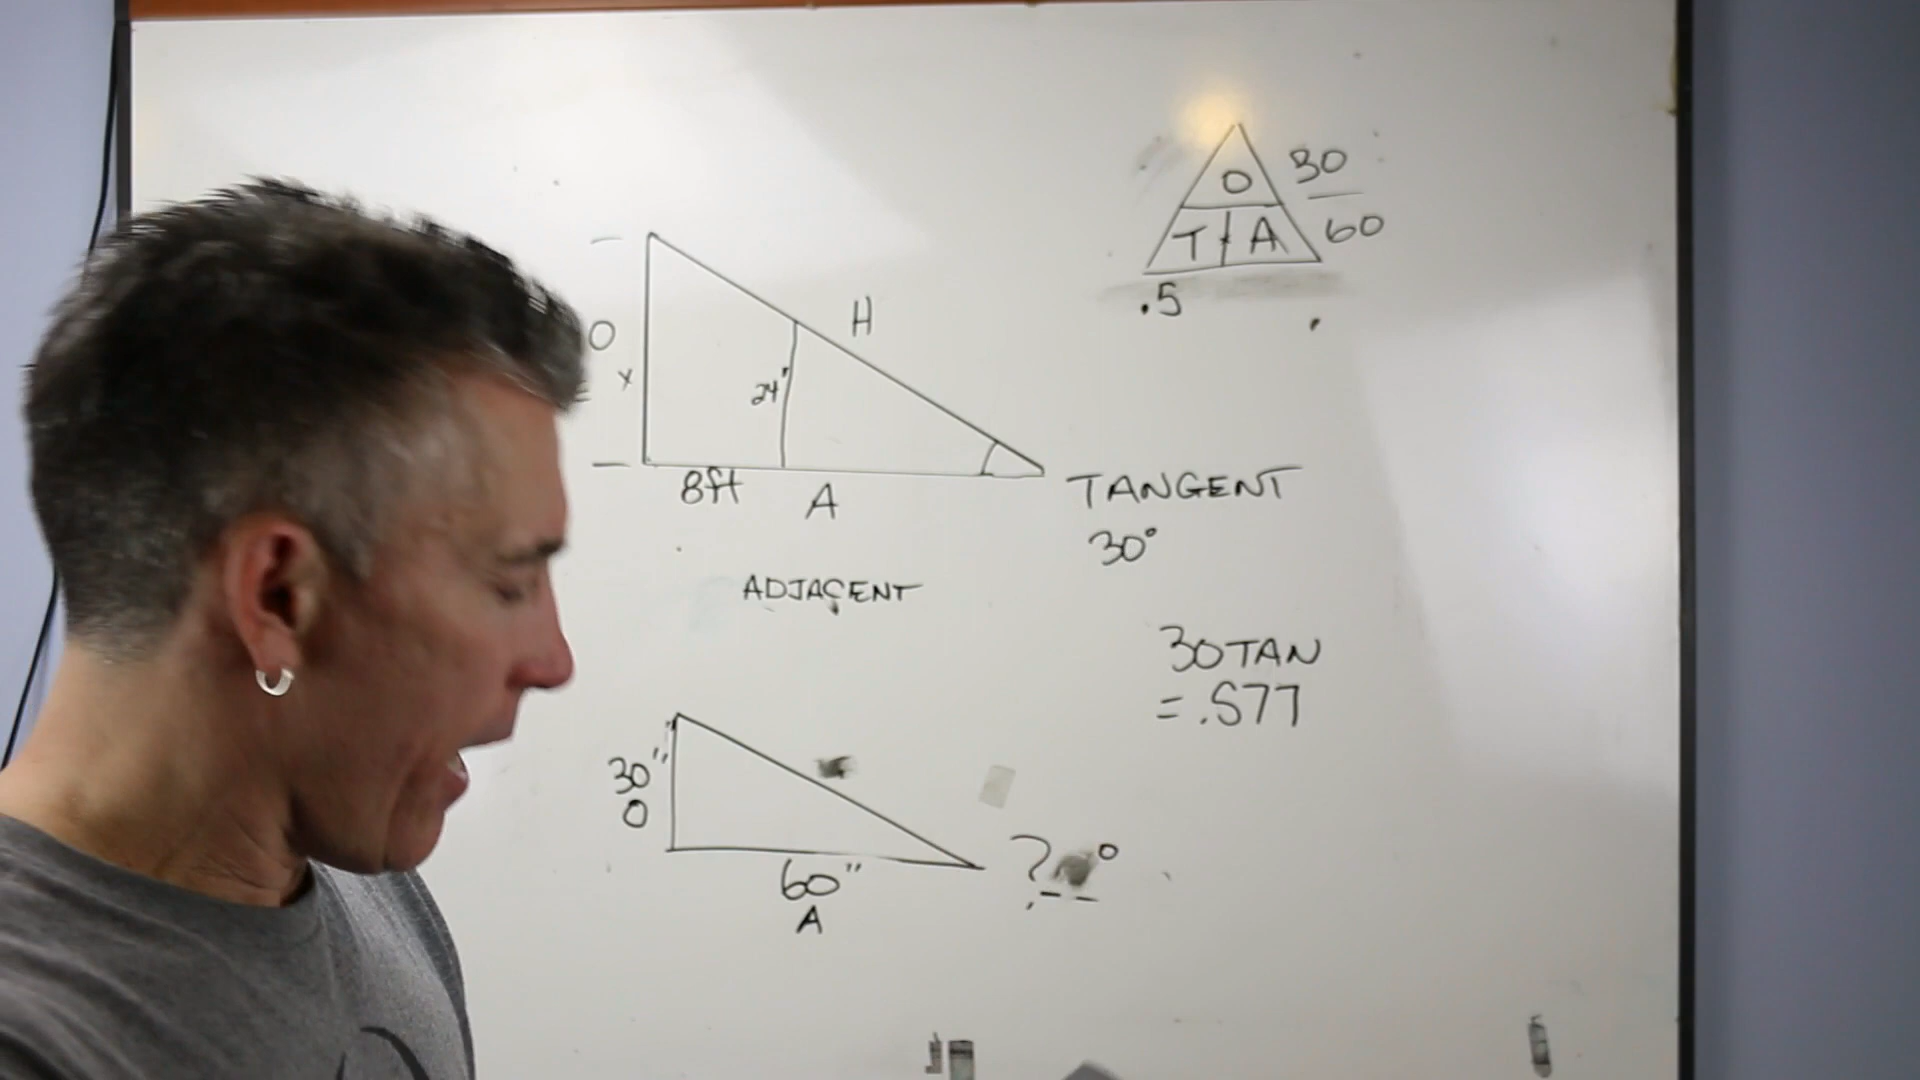 O
30
60
T
A
.5
O
x
H
24"
8ft
A
TANGENT
30°
ADJACENT
30TAN
=.577
30"
O
60"
A
?°